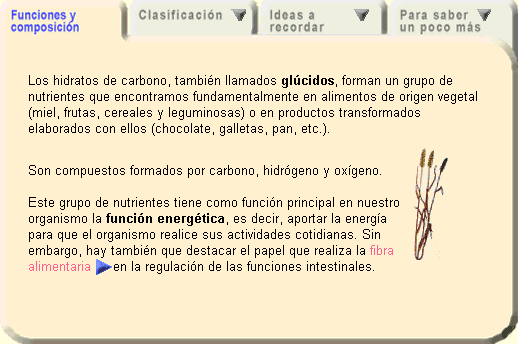 Funciones y
composición
Clasificación
Ideas a
recordar
Para saber
un poco más
Los hidratos de carbono, también llamados glúcidos, forman un grupo de
nutrientes que encontramos fundamentalmente en alimentos de origen vegetal
(miel, frutas, cereales y leguminosas) o en productos transformados
elaborados con ellos (chocolate, galletas, pan, etc.).
Son compuestos formados por carbono, hidrógeno y oxígeno.
Este grupo de nutrientes tiene como función principal en nuestro
organismo la función energética, es decir, aportar la energía
para que el organismo realice sus actividades cotidianas. Sin
embargo, hay también que destacar el papel que realiza la fibra
alimentaria en la regulación de las funciones intestinales.